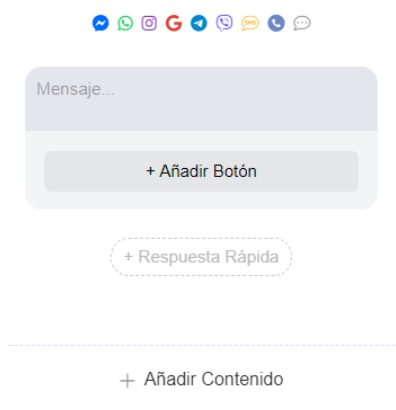 Mensaje...
+ Añadir Botón
+ Respuesta Rápida
+ Añadir Contenido